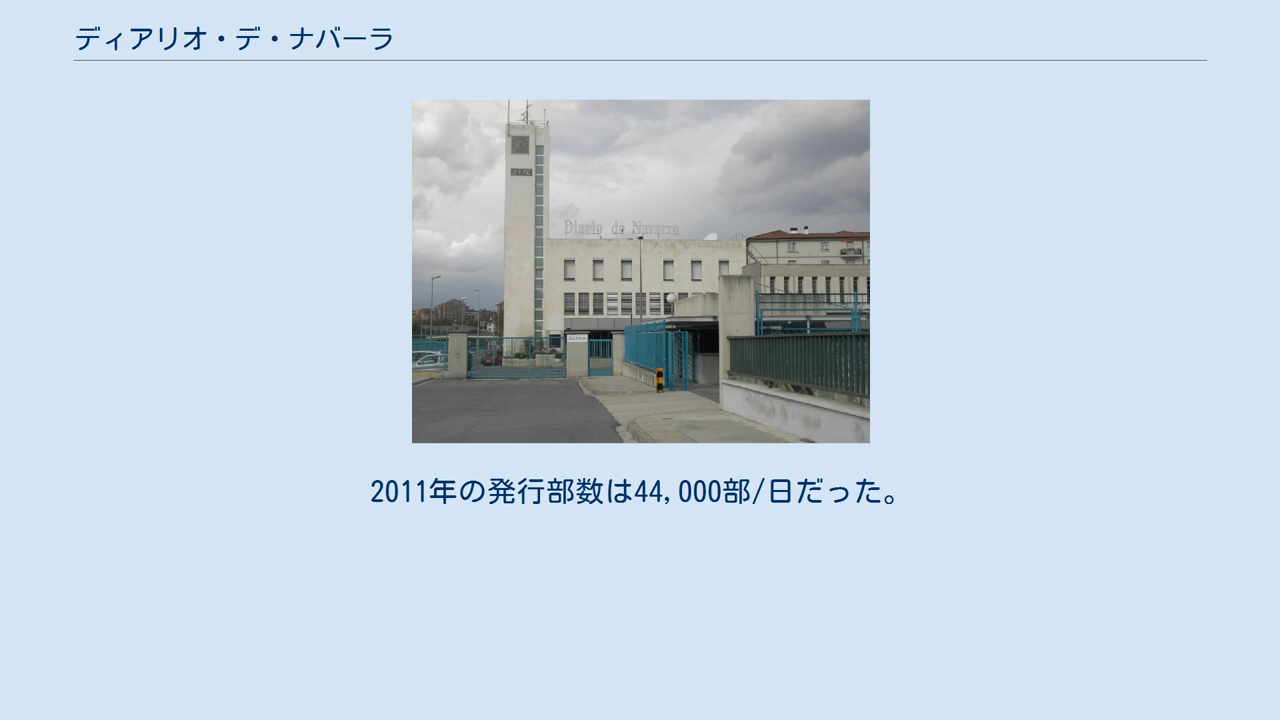 ディアリオ・デ・ナバーラ
Diario de Navarra
2011年の発行部数は44,000部/日だった。